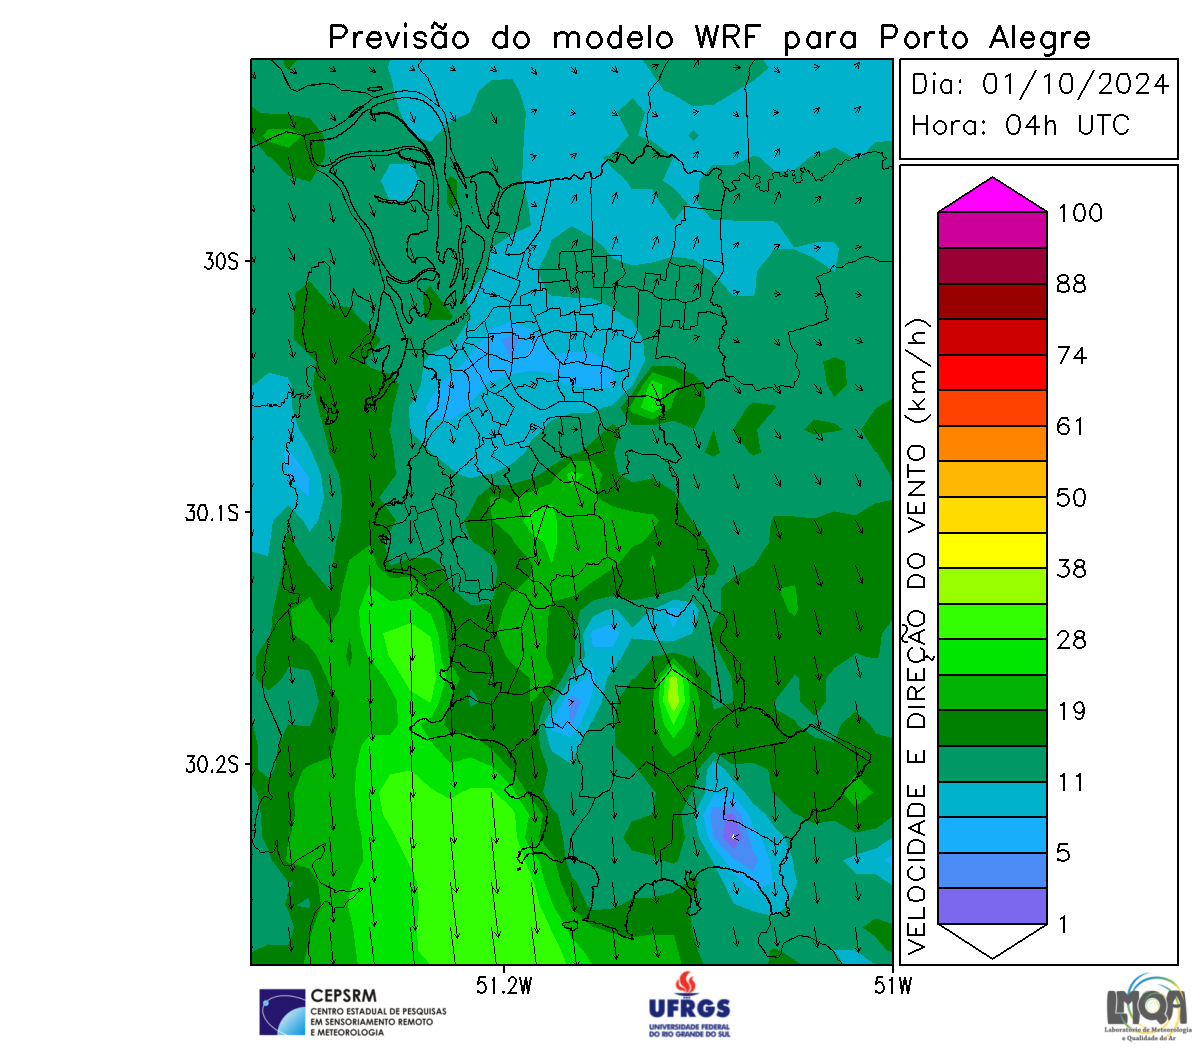 Previsão do modelo WRF para Porto Alegre
Dia: 01/10/2024
Hora: 04h UTC
100
88
74
61
50
38
28
19
11
5
1
VELOCIDADE E DIREÇÃO DO VENTO (km/h)
30S
30.1S
30.2S
51.2W
51W
CEPSRM
CENTRO ESTADUAL DE PESQUISAS
EM SENSORIAMENTO REMOTO
E METEOROLOGIA
UFRGS
UNIVERSIDADE FEDERAL
DO RIO GRANDE DO SUL
LMQA
Laboratório de Meteorologia
e Qualidade do Ar